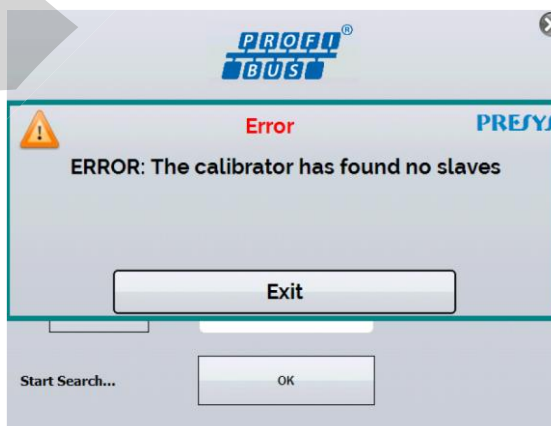 PROFI®
BUS
Error
PRESYS
ERROR: The calibrator has found no slaves
Exit
Start Search...
OK